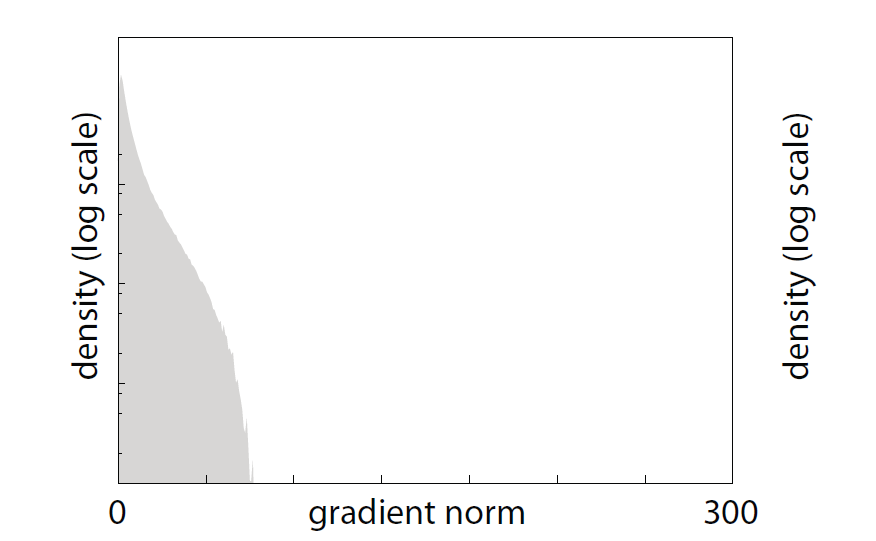 density (log scale)
density (log scale)
0
gradient norm
300